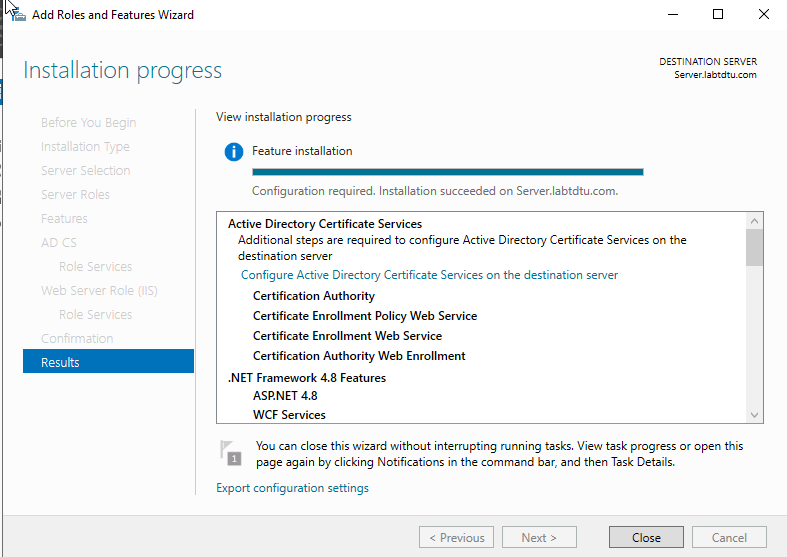 Add Roles and Features Wizard
Installation progress
DESTINATION SERVER
Server.labtdtu.com
Before You Begin
Installation Type
Server Selection
Server Roles
Features
AD CS
Role Services
Web Server Role (IIS)
Role Services
Confirmation
Results
View installation progress
Feature installation
Configuration required. Installation succeeded on Server.labtdtu.com.
Active Directory Certificate Services
Additional steps are required to configure Active Directory Certificate Services on the
destination server
Configure Active Directory Certificate Services on the destination server
Certification Authority
Certificate Enrollment Policy Web Service
Certificate Enrollment Web Service
Certification Authority Web Enrollment
.NET Framework 4.8 Features
ASP.NET 4.8
WCF Services
1
You can close this wizard without interrupting running tasks. View task progress or open this
page again by clicking Notifications in the command bar, and then Task Details.
Export configuration settings
< Previous
Next >
Close
Cancel